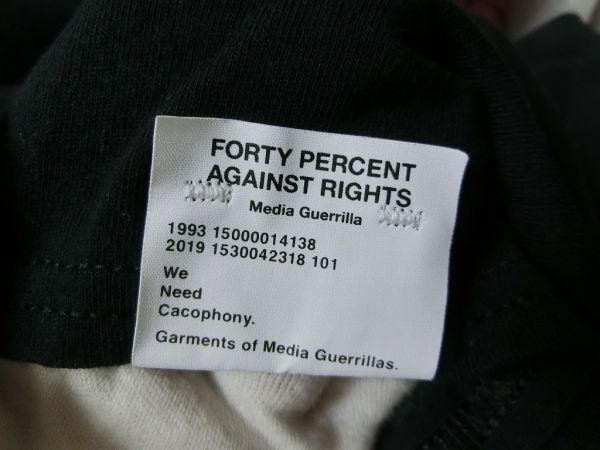 FORTY PERCENT
AGAINST RIGHTS
Media Guerrilla
1993 15000014138
2019 1530042318 101
We
Need
Cacophony.
Garments of Media Guerrillas.